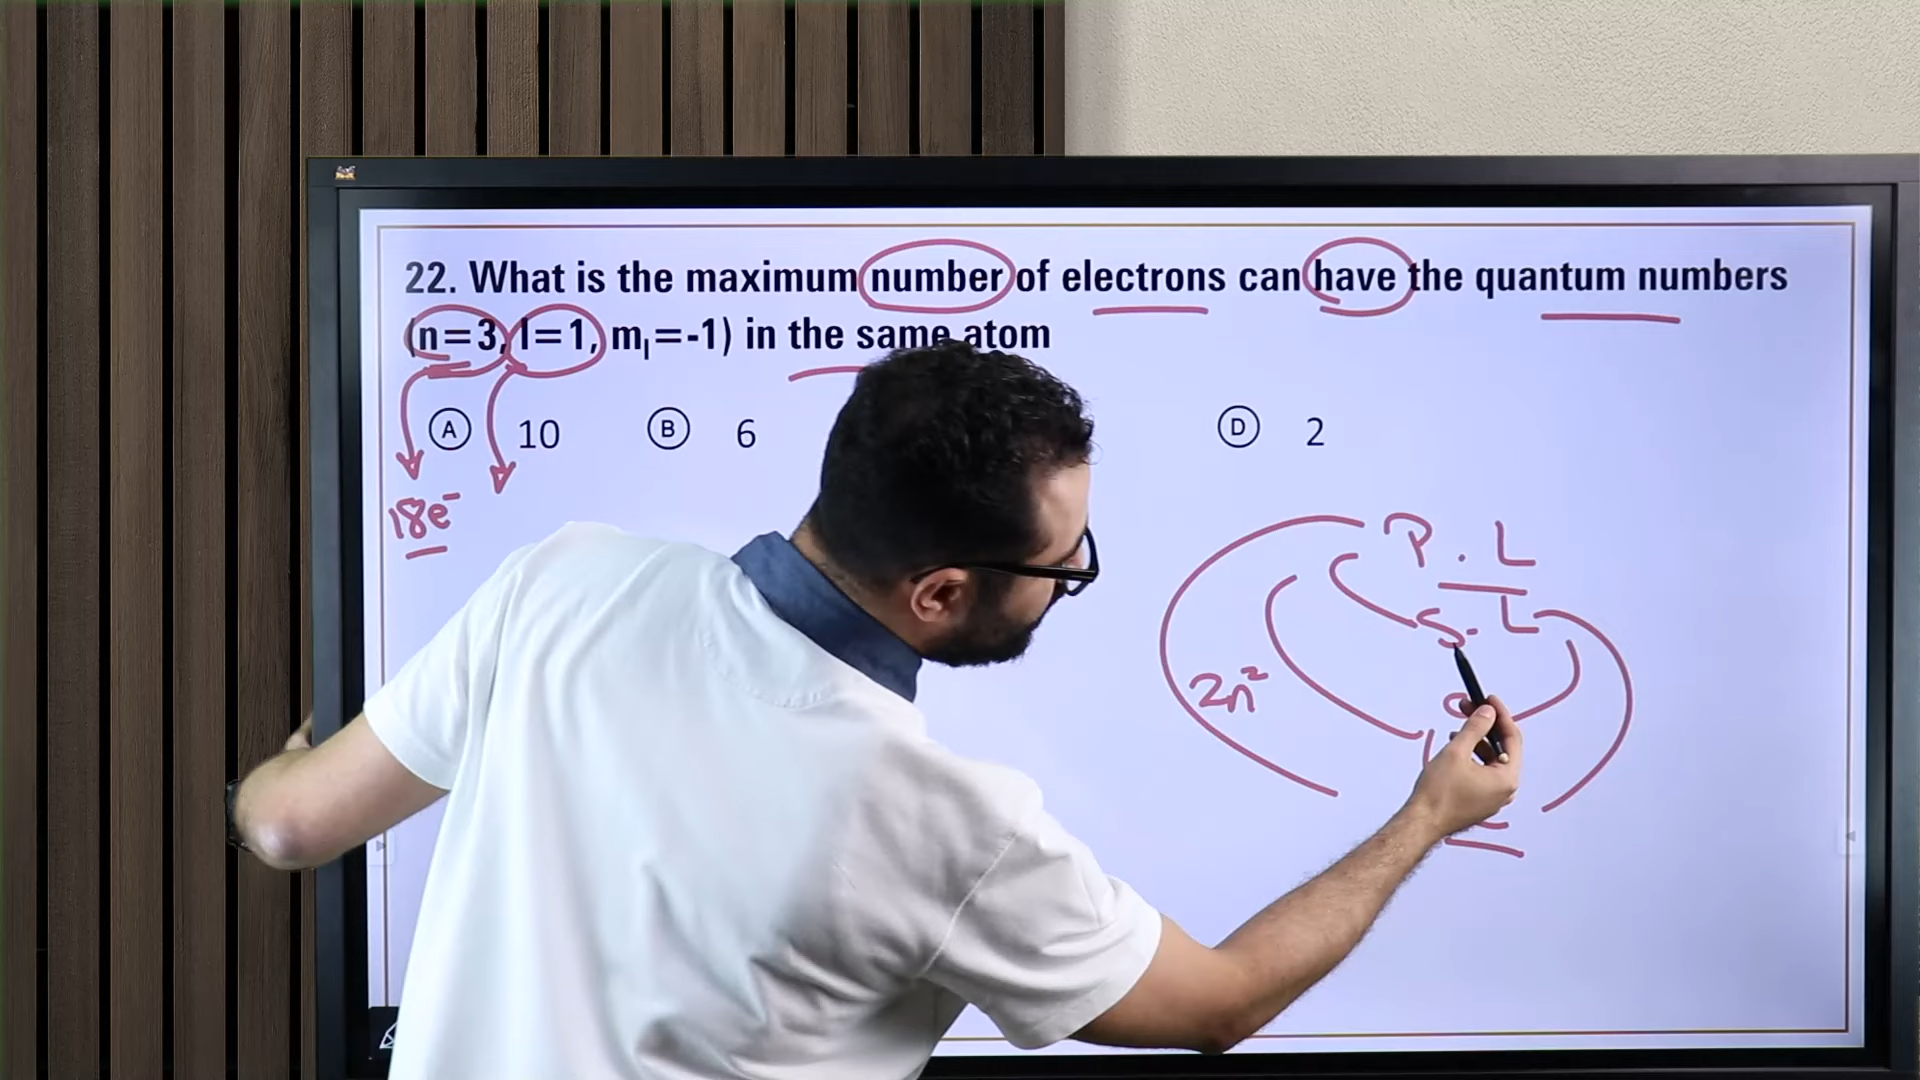 22. What is the maximum number of electrons can have the quantum numbers
(n=3, l=1, mₗ=-1) in the same atom
A 10 B 6 D 2
18e⁻
P. L
S. L
2n²